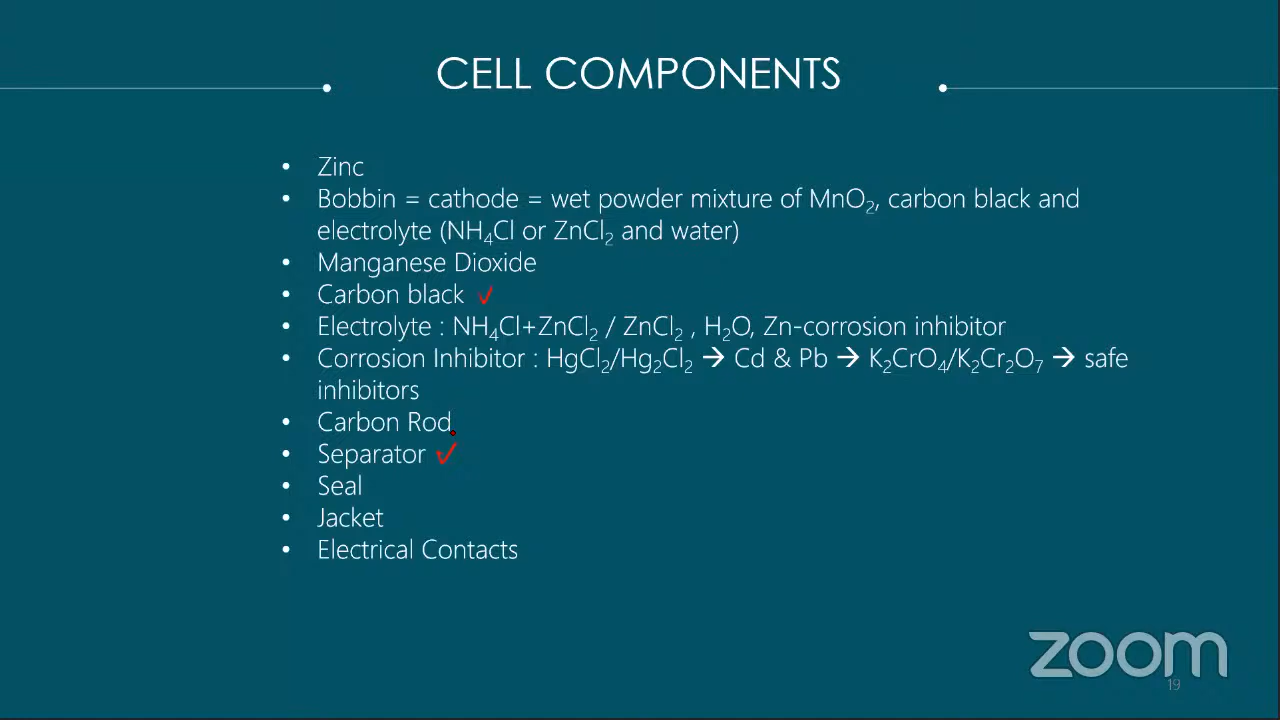 CELL COMPONENTS
• Zinc
• Bobbin = cathode = wet powder mixture of MnO₂, carbon black and
electrolyte (NH₄Cl or ZnCl₂ and water)
• Manganese Dioxide
• Carbon black ✓
• Electrolyte : NH₄Cl+ZnCl₂ / ZnCl₂ , H₂O, Zn-corrosion inhibitor
• Corrosion Inhibitor : HgCl₂/Hg₂Cl₂ → Cd & Pb → K₂CrO₄/K₂Cr₂O₇ → safe
inhibitors
• Carbon Rod
• Separator ✓
• Seal
• Jacket
• Electrical Contacts
zoom
19